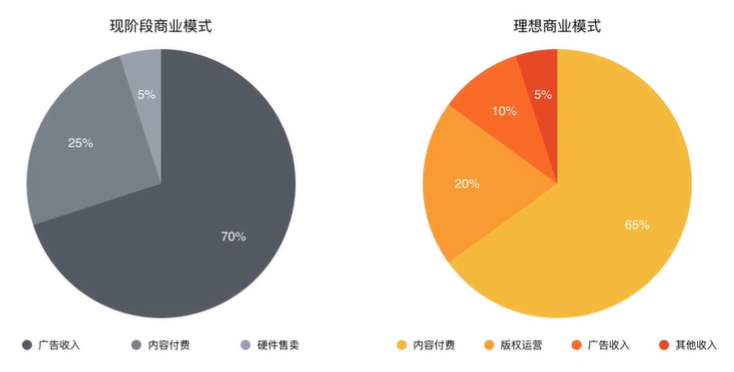 现阶段商业模式
5%
25%
70%
广告收入
内容付费
硬件售卖
理想商业模式
5%
10%
20%
65%
内容付费
版权运营
广告收入
其他收入